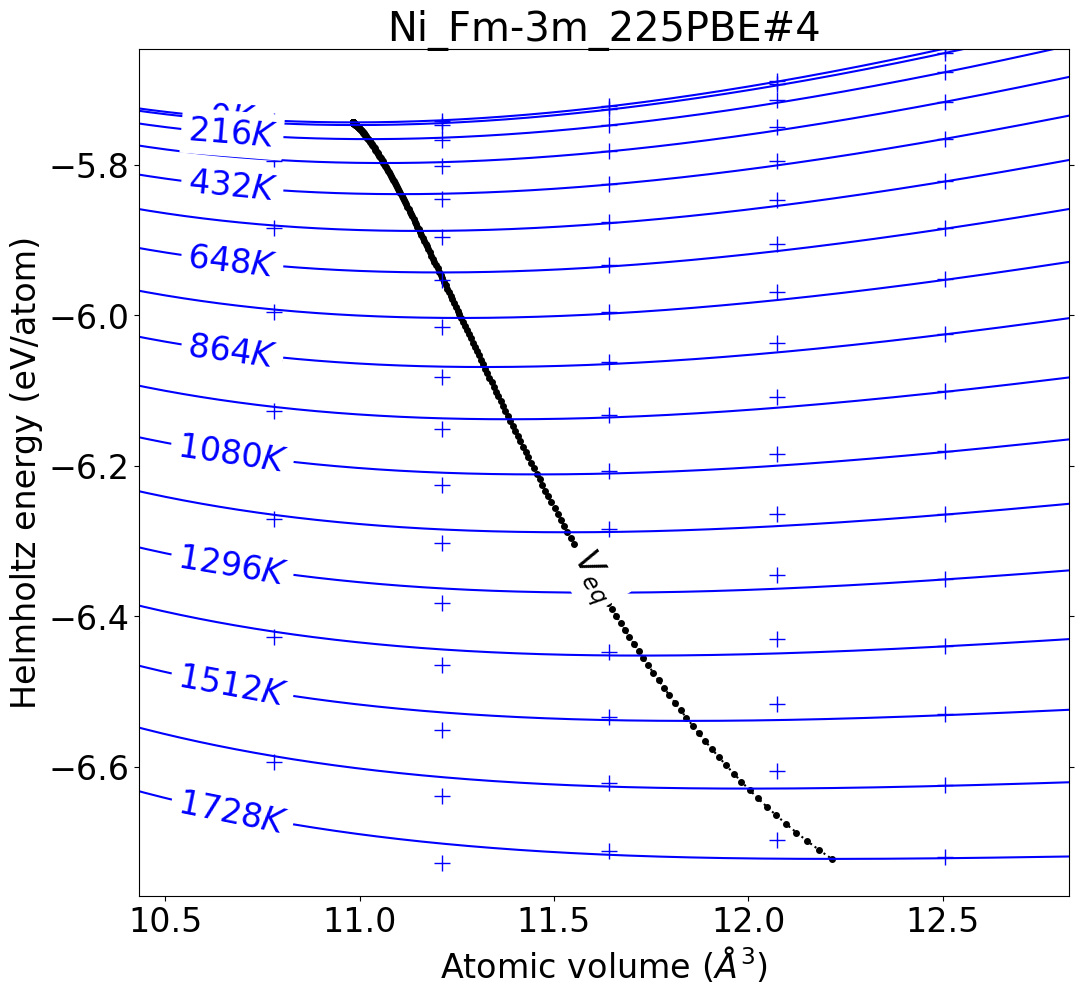 Ni_Fm-3m_225PBE#4
Helmholtz energy (eV/atom)
−5.8
−6.0
−6.2
−6.4
−6.6
0K
216K
432K
648K
864K
1080K
1296K
1512K
1728K
V_eq
10.5 11.0 11.5 12.0 12.5
Atomic volume (Å³)